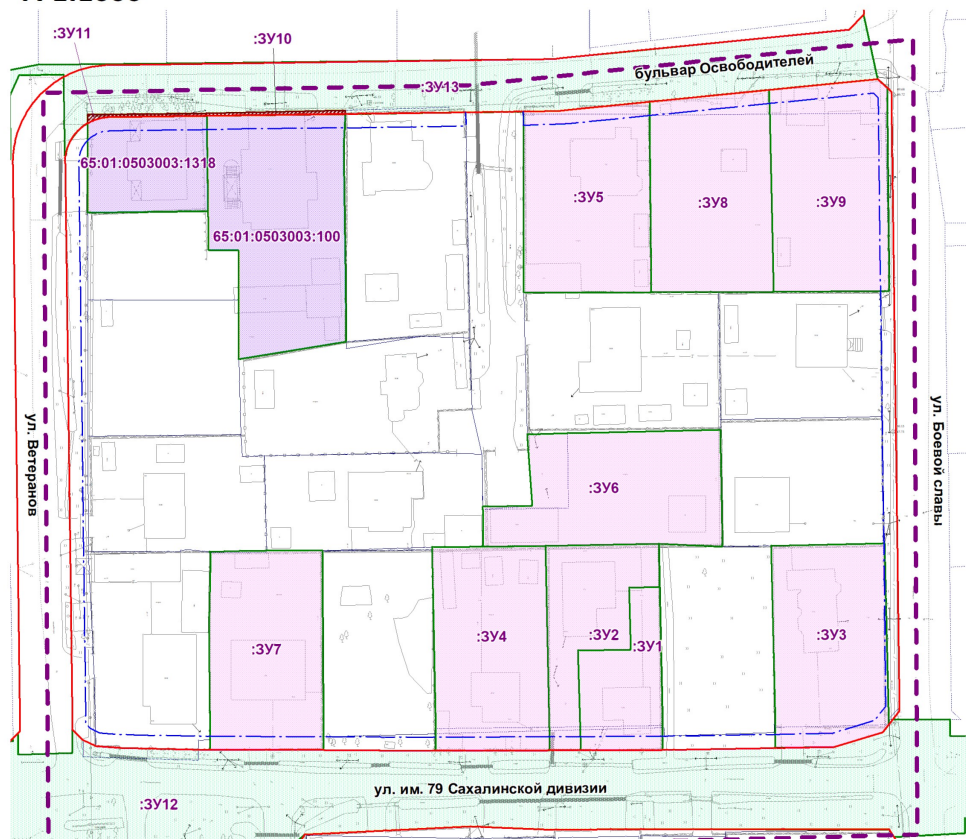 :ЗУ11
:ЗУ10
:ЗУ13
бульвар Освободителей
65:01:0503003:1318
65:01:0503003:100
:ЗУ5
:ЗУ8
:ЗУ9
ул. Ветеранов
ул. Боевой славы
:ЗУ6
:ЗУ7
:ЗУ4
:ЗУ2
:ЗУ1
:ЗУ3
ул. им. 79 Сахалинской дивизии
:ЗУ12